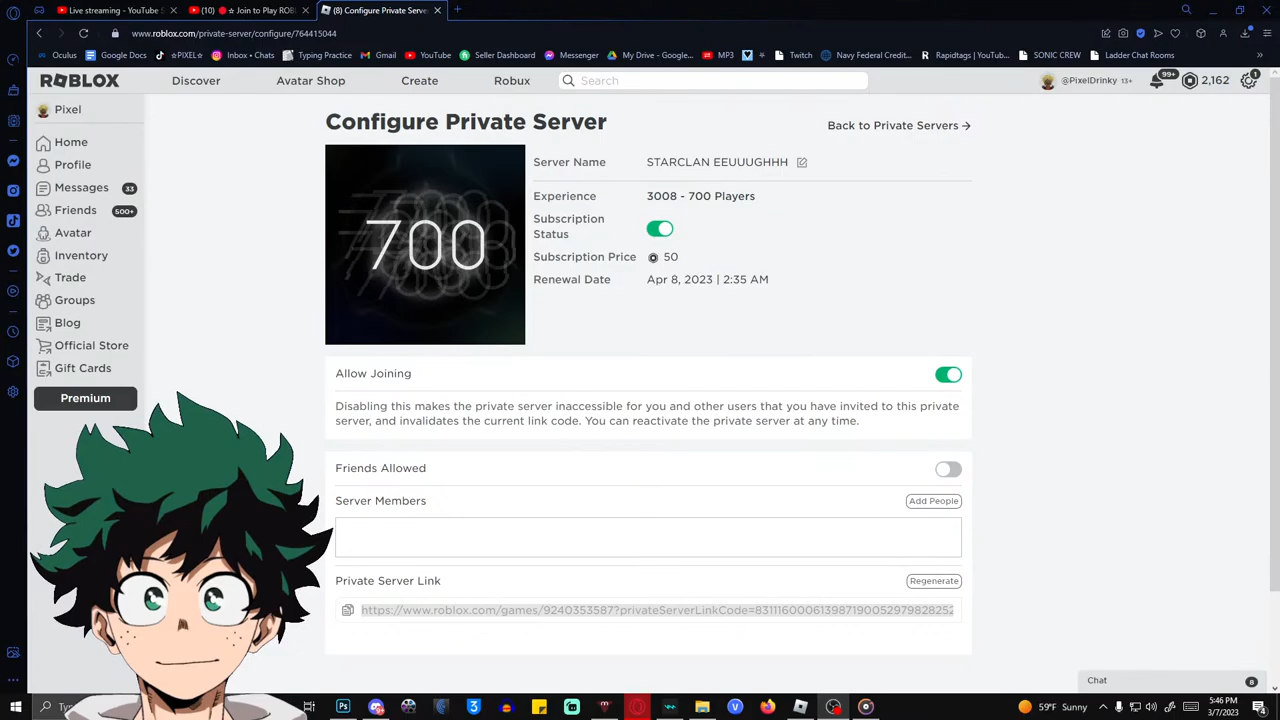 Live streaming - YouTube S
(10) 🔴 ☆ Join to Play ROBL
(8) Configure Private Server
www.roblox.com/private-server/configure/764415044
Oculus
Google Docs
☆PIXEL☆
Inbox • Chats
Typing Practice
Gmail
YouTube
Seller Dashboard
Messenger
My Drive - Google...
MP3
Twitch
Navy Federal Credit...
Rapidtags | YouTube...
SONIC CREW
Ladder Chat Rooms
ROBLOX
Discover
Avatar Shop
Create
Robux
Search
@PixelDrinky 13+
99+
2,162
1
Pixel
Home
Profile
Messages 33
Friends 500+
Avatar
Inventory
Trade
Groups
Blog
Official Store
Gift Cards
Premium
Configure Private Server
Back to Private Servers →
700
Server Name STARCLAN EEUUUGHHH
Experience 3008 - 700 Players
Subscription
Status
Subscription Price 50
Renewal Date Apr 8, 2023 | 2:35 AM
Allow Joining
Disabling this makes the private server inaccessible for you and other users that you have invited to this private
server, and invalidates the current link code. You can reactivate the private server at any time.
Friends Allowed
Server Members
Add People
Private Server Link
Regenerate
https://www.roblox.com/games/9240353587?privateServerLinkCode=83111600061398719005297982825
Chat 8
59°F Sunny
5:46 PM
3/7/2023